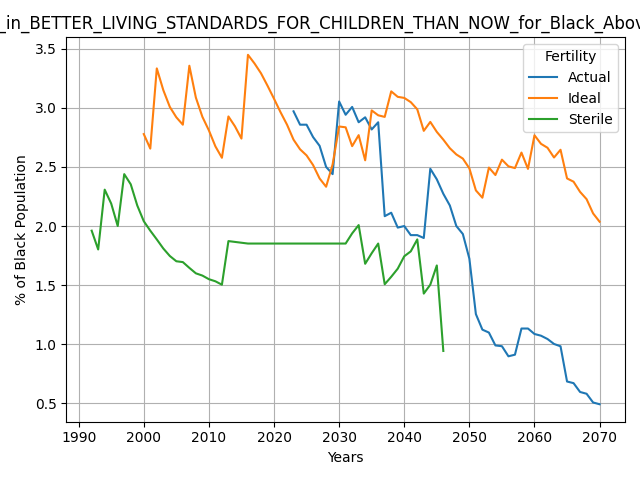 _in_BETTER_LIVING_STANDARDS_FOR_CHILDREN_THAN_NOW_for_Black_Abov
Fertility
Actual
Ideal
Sterile
% of Black Population
3.5
3.0
2.5
2.0
1.5
1.0
0.5
1990 2000 2010 2020 2030 2040 2050 2060 2070
Years